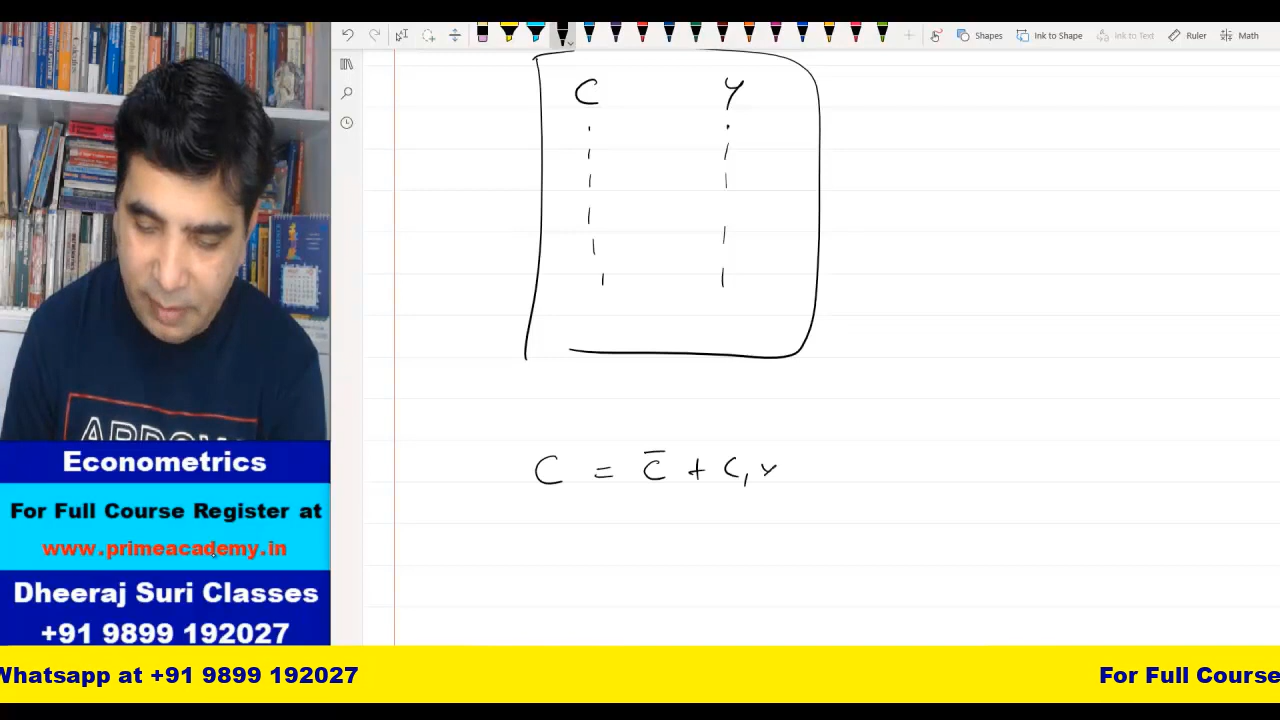 Shapes Ink to Shape Ink to Text Ruler Math
C Y
C = C̅ + C, Y
Econometrics
For Full Course Register at
www.primeacademy.in
Dheeraj Suri Classes
+91 9899 192027
Whatsapp at +91 9899 192027 For Full Course